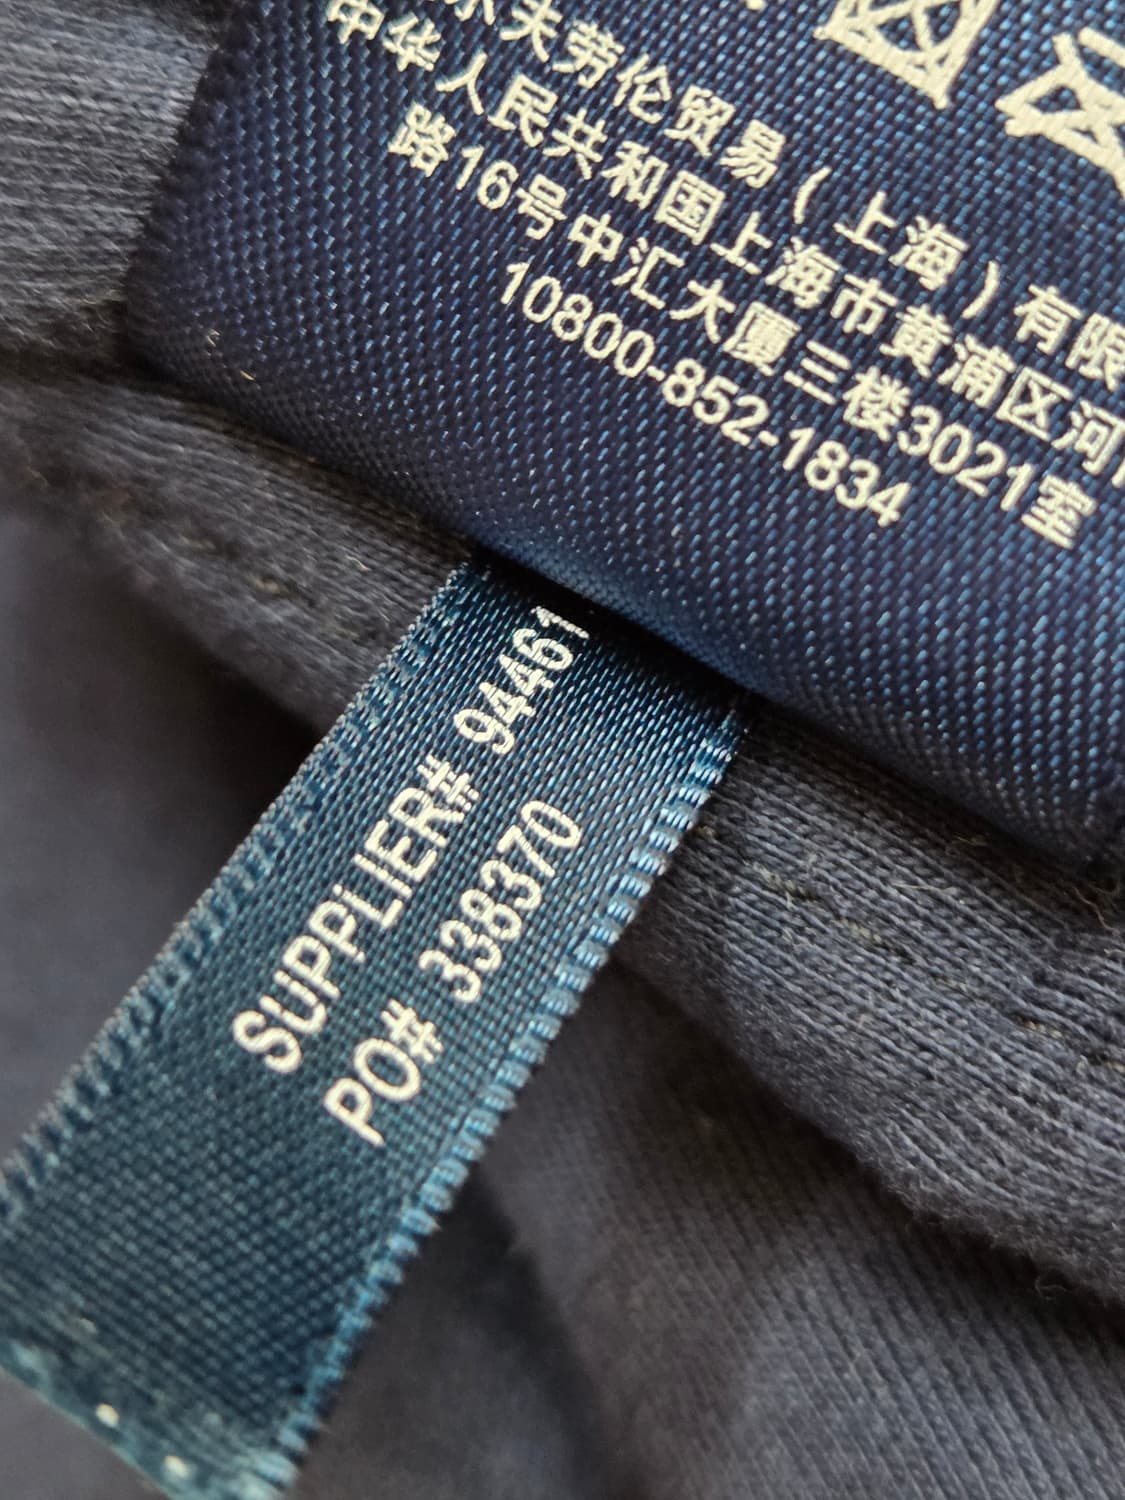 尔夫劳伦贸易（上海）有限
中华人民共和国上海市黄浦区河
路16号中汇大厦三楼3021室
10800-852-1834
SUPPLIER# 94461
PO# 338370